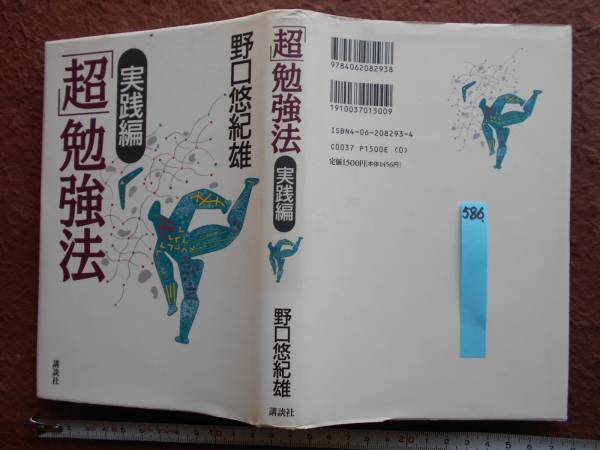 「超」勉強法
実践編
野口悠紀雄
講談社
「超」勉強法
実践編
野口悠紀雄
講談社
9784062082938
1910037015009
ISBN4-06-208293-4
C0037 P1500E (0)
定価1500円[本体1456円]
586.